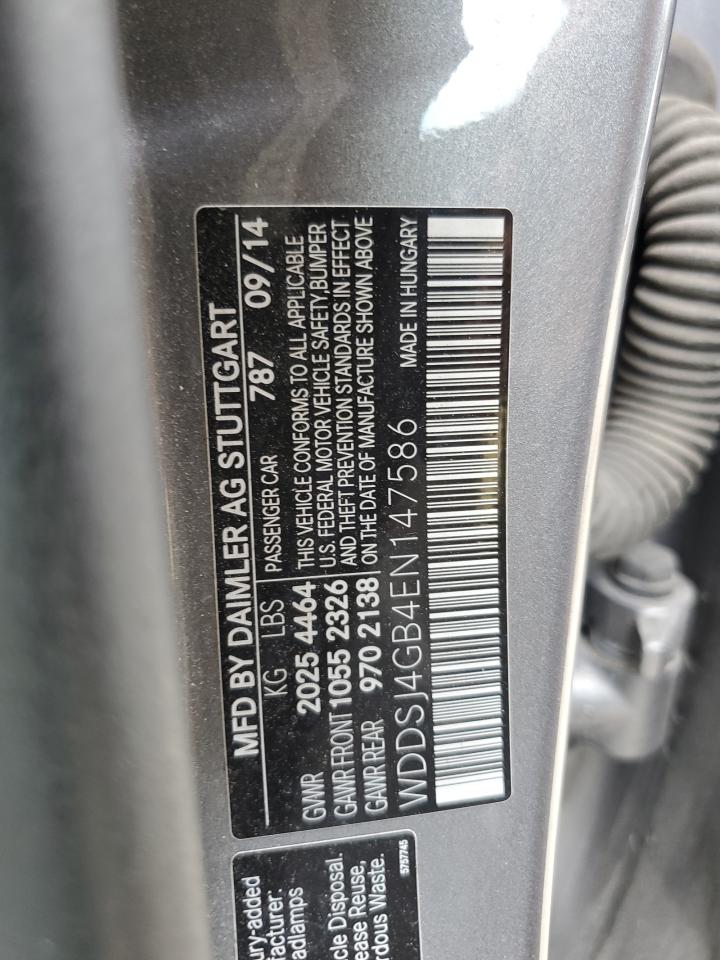 MFD BY DAIMLER AG STUTTGART
KG LBS PASSENGER CAR 787 09/14
GVWR 2025 4464 THIS VEHICLE CONFORMS TO ALL APPLICABLE
U.S. FEDERAL MOTOR VEHICLE SAFETY,BUMPER
GAWR FRONT 1055 2326 AND THEFT PREVENTION STANDARDS IN EFFECT
GAWR REAR 970 2138 ON THE DATE OF MANUFACTURE SHOWN ABOVE
WDDSJ4GB4EN147586 MADE IN HUNGARY
ury-added
facturer:
adlamps
cle Disposal.
ease Reuse,
rdous Waste.
5757745